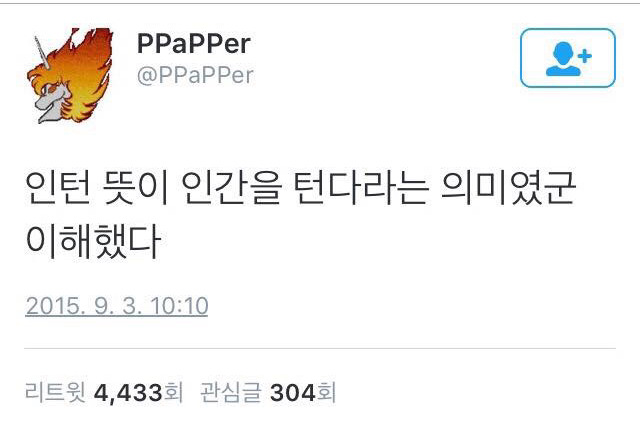 PPaPPer
@PPaPPer
인턴 뜻이 인간을 턴다라는 의미였군
이해했다
2015. 9. 3. 10:10
리트윗 4,433회 관심글 304회